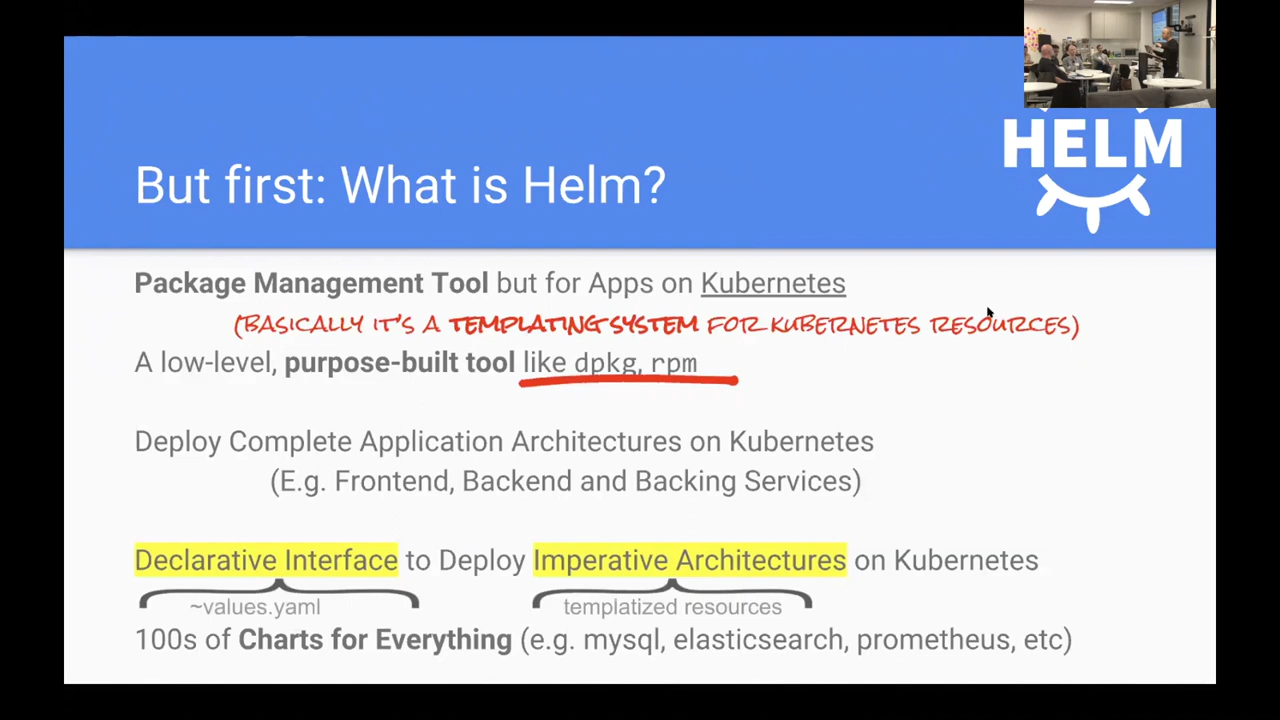 HELM
But first: What is Helm?
Package Management Tool but for Apps on Kubernetes
(BASICALLY IT'S A TEMPLATING SYSTEM FOR KUBERNETES RESOURCES)
A low-level, purpose-built tool like dpkg, rpm
Deploy Complete Application Architectures on Kubernetes
(E.g. Frontend, Backend and Backing Services)
Declarative Interface to Deploy Imperative Architectures on Kubernetes
~values.yaml templatized resources
100s of Charts for Everything (e.g. mysql, elasticsearch, prometheus, etc)